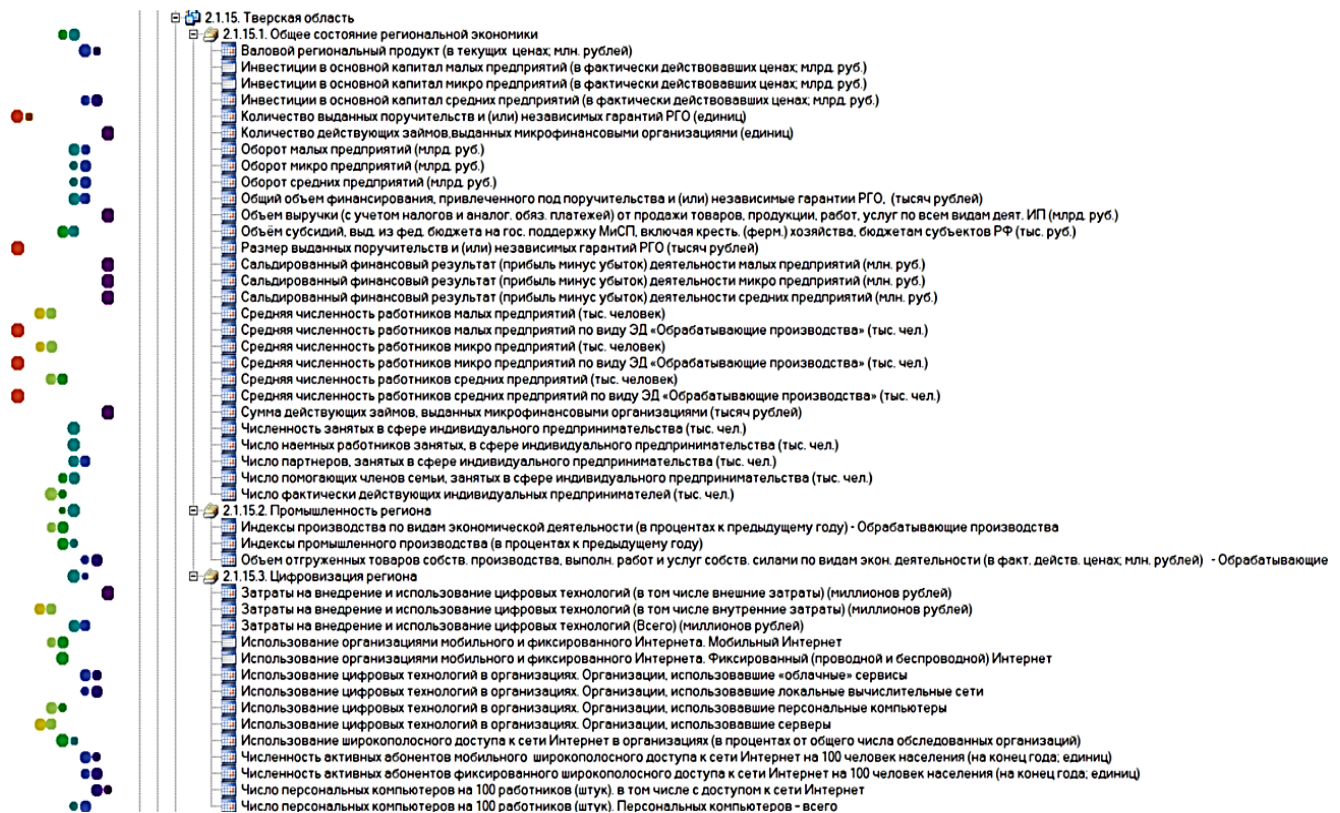 2.1.15. Тверская область
2.1.15.1. Общее состояние региональной экономики
Валовой региональный продукт (в текущих ценах; млн. рублей)
Инвестиции в основной капитал малых предприятий (в фактически действовавших ценах; млрд. руб.)
Инвестиции в основной капитал микро предприятий (в фактически действовавших ценах; млрд. руб.)
Инвестиции в основной капитал средних предприятий (в фактически действовавших ценах; млрд. руб.)
Количество выданных поручительств и (или) независимых гарантий РГО (единиц)
Количество действующих займов,выданных микрофинансовыми организациями (единиц)
Оборот малых предприятий (млрд. руб.)
Оборот микро предприятий (млрд. руб.)
Оборот средних предприятий (млрд. руб.)
Общий объем финансирования, привлеченного под поручительства и (или) независимые гарантии РГО, (тысяч рублей)
Объем выручки (с учетом налогов и аналог. обяз. платежей) от продажи товаров, продукции, работ, услуг по всем видам деят. ИП (млрд. руб.)
Объём субсидий, выд. из фед. бюджета на гос. поддержку МиСП, включая кресть. (ферм.) хозяйства, бюджетам субъектов РФ (тыс. руб.)
Размер выданных поручительств и (или) независимых гарантий РГО (тысяч рублей)
Сальдированный финансовый результат (прибыль минус убыток) деятельности малых предприятий (млн. руб.)
Сальдированный финансовый результат (прибыль минус убыток) деятельности микро предприятий (млн. руб.)
Сальдированный финансовый результат (прибыль минус убыток) деятельности средних предприятий (млн. руб.)
Средняя численность работников малых предприятий (тыс. человек)
Средняя численность работников малых предприятий по виду ЭД «Обрабатывающие производства» (тыс. чел.)
Средняя численность работников микро предприятий (тыс. человек)
Средняя численность работников микро предприятий по виду ЭД «Обрабатывающие производства» (тыс. чел.)
Средняя численность работников средних предприятий (тыс. человек)
Средняя численность работников средних предприятий по виду ЭД «Обрабатывающие производства» (тыс. чел.)
Сумма действующих займов, выданных микрофинансовыми организациями (тысяч рублей)
Численность занятых в сфере индивидуального предпринимательства (тыс. чел.)
Число наемных работников занятых, в сфере индивидуального предпринимательства (тыс. чел.)
Число партнеров, занятых в сфере индивидуального предпринимательства (тыс. чел.)
Число помогающих членов семьи, занятых в сфере индивидуального предпринимательства (тыс. чел.)
Число фактически действующих индивидуальных предпринимателей (тыс. чел.)
2.1.15.2. Промышленность региона
Индексы производства по видам экономической деятельности (в процентах к предыдущему году) - Обрабатывающие производства
Индексы промышленного производства (в процентах к предыдущему году)
Объем отгруженных товаров собств. производства, выполн. работ и услуг собств. силами по видам экон. деятельности (в факт. действ. ценах; млн. рублей) - Обрабатывающие
2.1.15.3. Цифровизация региона
Затраты на внедрение и использование цифровых технологий (в том числе внешние затраты) (миллионов рублей)
Затраты на внедрение и использование цифровых технологий (в том числе внутренние затраты) (миллионов рублей)
Затраты на внедрение и использование цифровых технологий (Всего) (миллионов рублей)
Использование организациями мобильного и фиксированного Интернета. Мобильный Интернет
Использование организациями мобильного и фиксированного Интернета. Фиксированный (проводной и беспроводной) Интернет
Использование цифровых технологий в организациях. Организации, использовавшие «облачные» сервисы
Использование цифровых технологий в организациях. Организации, использовавшие локальные вычислительные сети
Использование цифровых технологий в организациях. Организации, использовавшие персональные компьютеры
Использование цифровых технологий в организациях. Организации, использовавшие серверы
Использование широкополосного доступа к сети Интернет в организациях (в процентах от общего числа обследованных организаций)
Численность активных абонентов мобильного широкополосного доступа к сети Интернет на 100 человек населения (на конец года; единиц)
Численность активных абонентов фиксированного широкополосного доступа к сети Интернет на 100 человек населения (на конец года; единиц)
Число персональных компьютеров на 100 работников (штук). в том числе с доступом к сети Интернет
Число персональных компьютеров на 100 работников (штук). Персональных компьютеров - всего